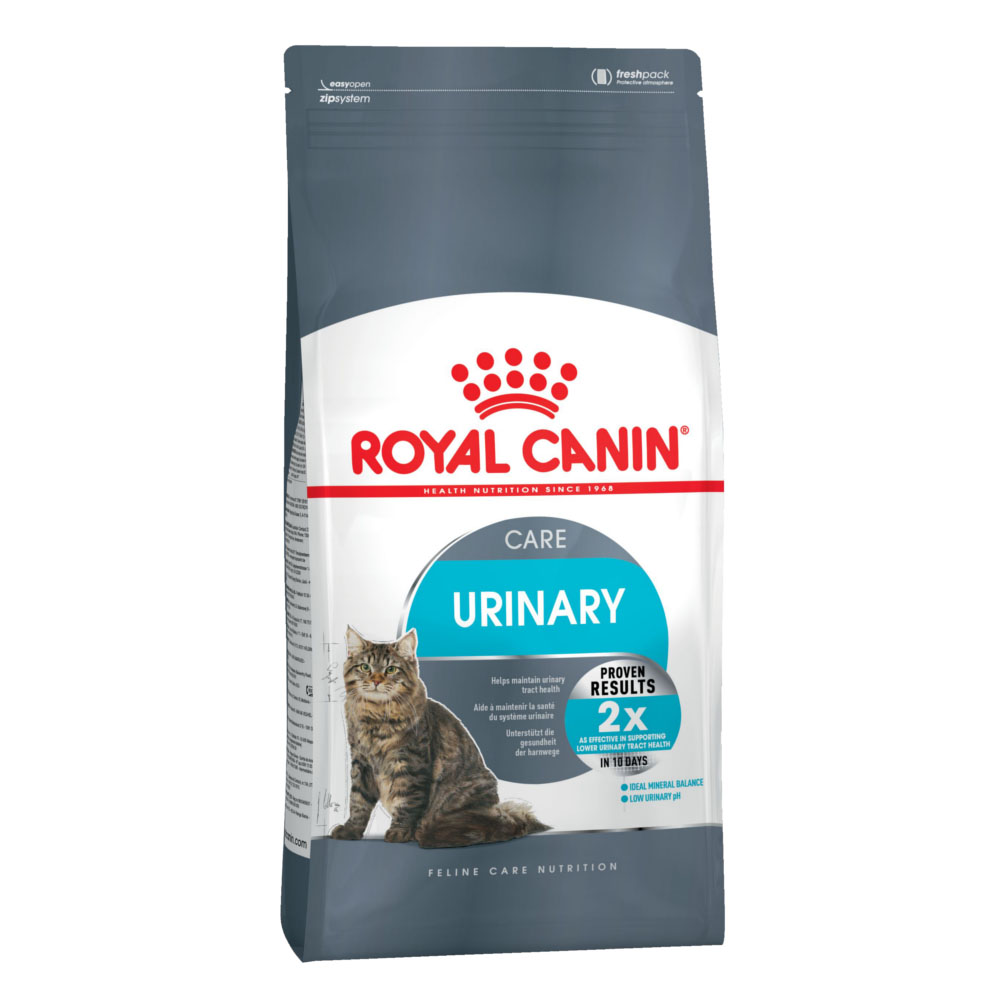 easyopen
zipsystem
freshpack
Protective atmosphere
ROYAL CANIN®
HEALTH NUTRITION SINCE 1968
CARE
URINARY
Helps maintain urinary
tract health
Aide à maintenir la santé
du système urinaire
Unterstützt die
gesundheit
der harnwege
PROVEN
RESULTS
2x
AS EFFECTIVE IN SUPPORTING
LOWER URINARY TRACT HEALTH
IN 10 DAYS
IDEAL MINERAL BALANCE
LOW URINARY pH
FELINE CARE NUTRITION